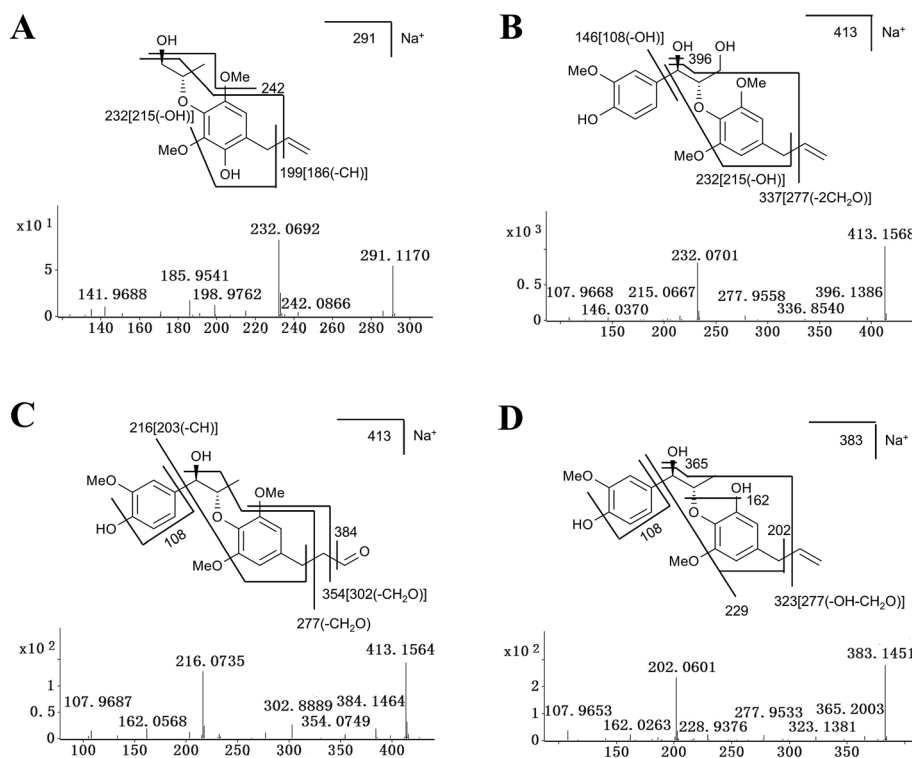 A
291 Na⁺
OH
OMe
242
O
232[215(-OH)]
MeO
OH
199[186(-CH)]
x10¹
5
0
232.0692
291.1170
185.9541
141.9688
198.9762
242.0866
140 160 180 200 220 240 260 280 300
B
413 Na⁺
146[108(-OH)]
OH OH
396
MeO
OMe
HO
O
MeO
232[215(-OH)]
337[277(-2CH₂O)]
x10³
0.5
0
413.1568
232.0701
107.9668
215.0667
277.9558
396.1386
146.0370
336.8540
150 200 250 300 350 400
C
413 Na⁺
216[203(-CH)]
OH
MeO
OMe
HO
O
108
384
O
MeO
354[302(-CH₂O)]
277(-CH₂O)
x10²
1
0.5
0
413.1564
216.0735
107.9687
302.8889
384.1464
162.0568
354.0749
100 150 200 250 300 350 400
D
383 Na⁺
OH
365
MeO
OH
162
HO
O
108
202
MeO
229
323[277(-OH-CH₂O)]
x10²
2
1
0
383.1451
202.0601
107.9653
277.9533
365.2003
162.0263
228.9376
323.1381
150 200 250 300 350